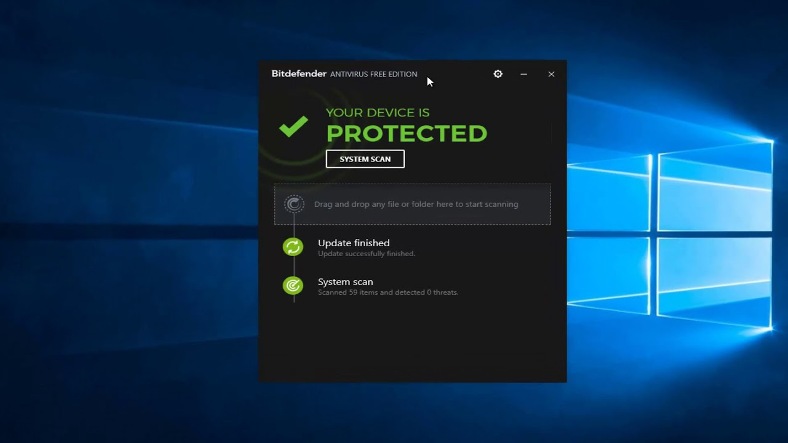 Bitdefender ANTIVIRUS FREE EDITION
YOUR DEVICE IS
PROTECTED
SYSTEM SCAN
Drag and drop any file or folder here to start scanning
Update finished
Update successfully finished.
System scan
Scanned 59 items and detected 0 threats.